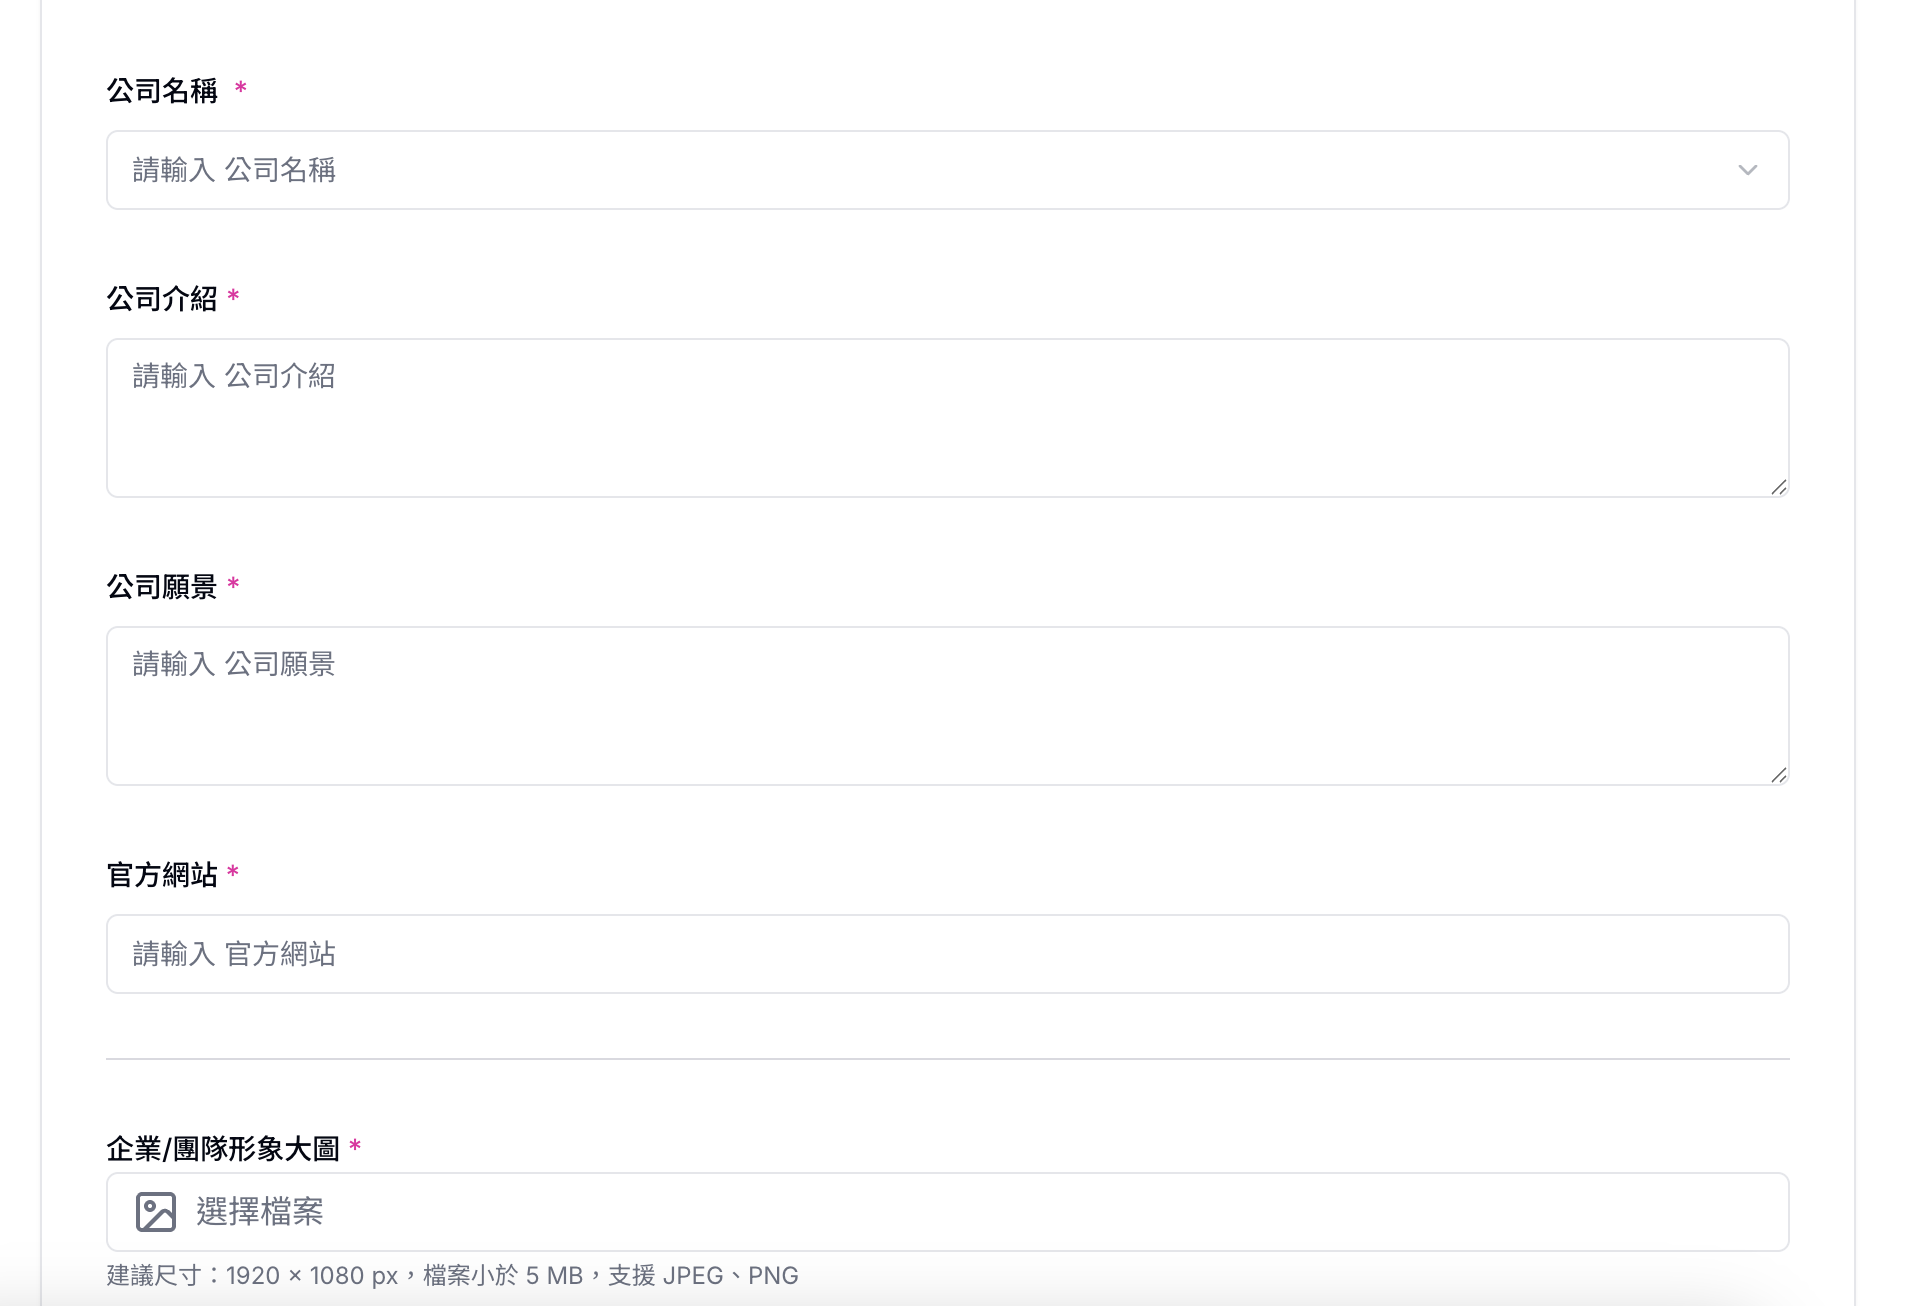 公司名稱 *
請輸入 公司名稱
公司介紹 *
請輸入 公司介紹
公司願景 *
請輸入 公司願景
官方網站 *
請輸入 官方網站
企業/團隊形象大圖 *
選擇檔案
建議尺寸：1920 × 1080 px，檔案小於 5 MB，支援 JPEG、PNG